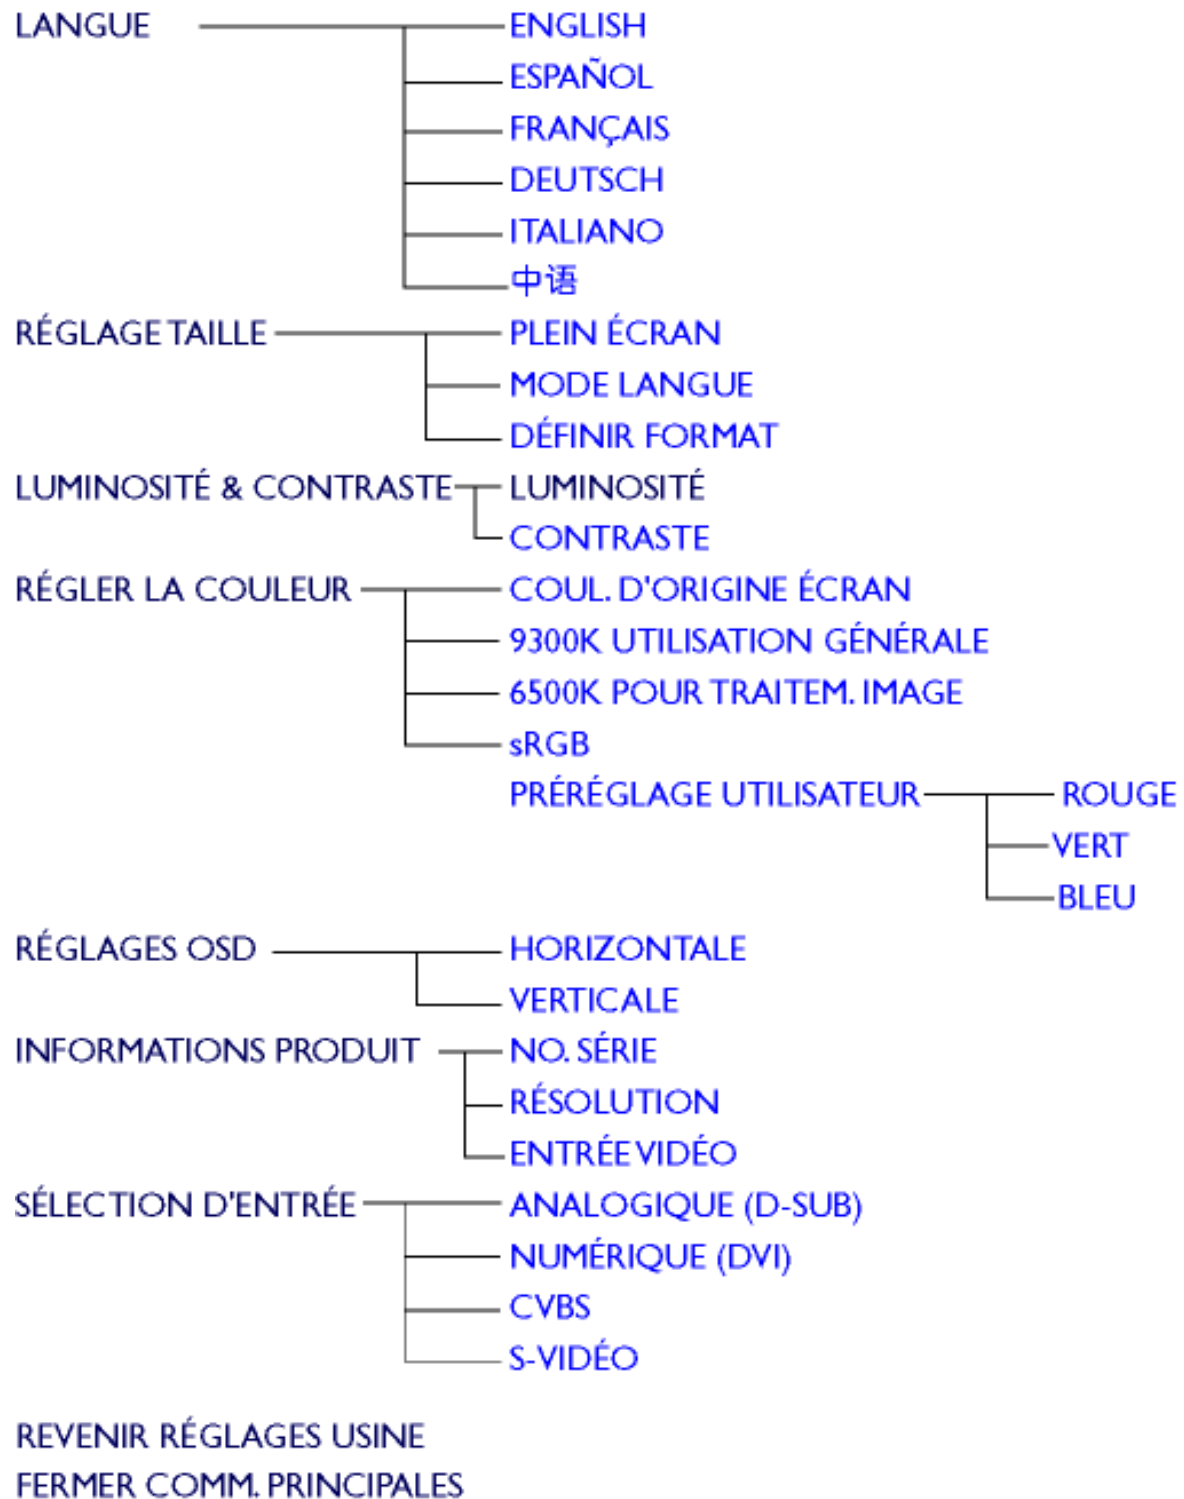 LANGUE ENGLISH
ESPAÑOL
FRANÇAIS
DEUTSCH
ITALIANO
中语
RÉGLAGE TAILLE PLEIN ÉCRAN
MODE LANGUE
DÉFINIR FORMAT
LUMINOSITÉ & CONTRASTE LUMINOSITÉ
CONTRASTE
RÉGLER LA COULEUR COUL. D'ORIGINE ÉCRAN
9300K UTILISATION GÉNÉRALE
6500K POUR TRAITEM. IMAGE
sRGB
PRÉRÉGLAGE UTILISATEUR ROUGE
VERT
BLEU
RÉGLAGES OSD HORIZONTALE
VERTICALE
INFORMATIONS PRODUIT NO. SÉRIE
RÉSOLUTION
ENTRÉE VIDÉO
SÉLECTION D'ENTRÉE ANALOGIQUE (D-SUB)
NUMÉRIQUE (DVI)
CVBS
S-VIDÉO
REVENIR RÉGLAGES USINE
FERMER COMM. PRINCIPALES